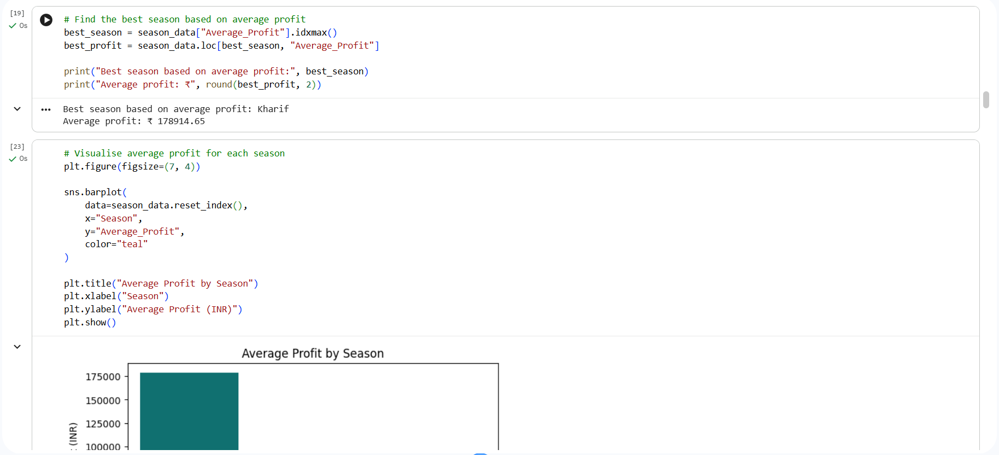 [19]
0s
# Find the best season based on average profit
best_season = season_data["Average_Profit"].idxmax()
best_profit = season_data.loc[best_season, "Average_Profit"]
print("Best season based on average profit:", best_season)
print("Average profit: ₹", round(best_profit, 2))
Best season based on average profit: Kharif
Average profit: ₹ 178914.65
[23]
0s
# Visualise average profit for each season
plt.figure(figsize=(7, 4))
sns.barplot(
    data=season_data.reset_index(),
    x="Season",
    y="Average_Profit",
    color="teal"
)
plt.title("Average Profit by Season")
plt.xlabel("Season")
plt.ylabel("Average Profit (INR)")
plt.show()
Average Profit by Season
175000
150000
125000
100000
(INR)